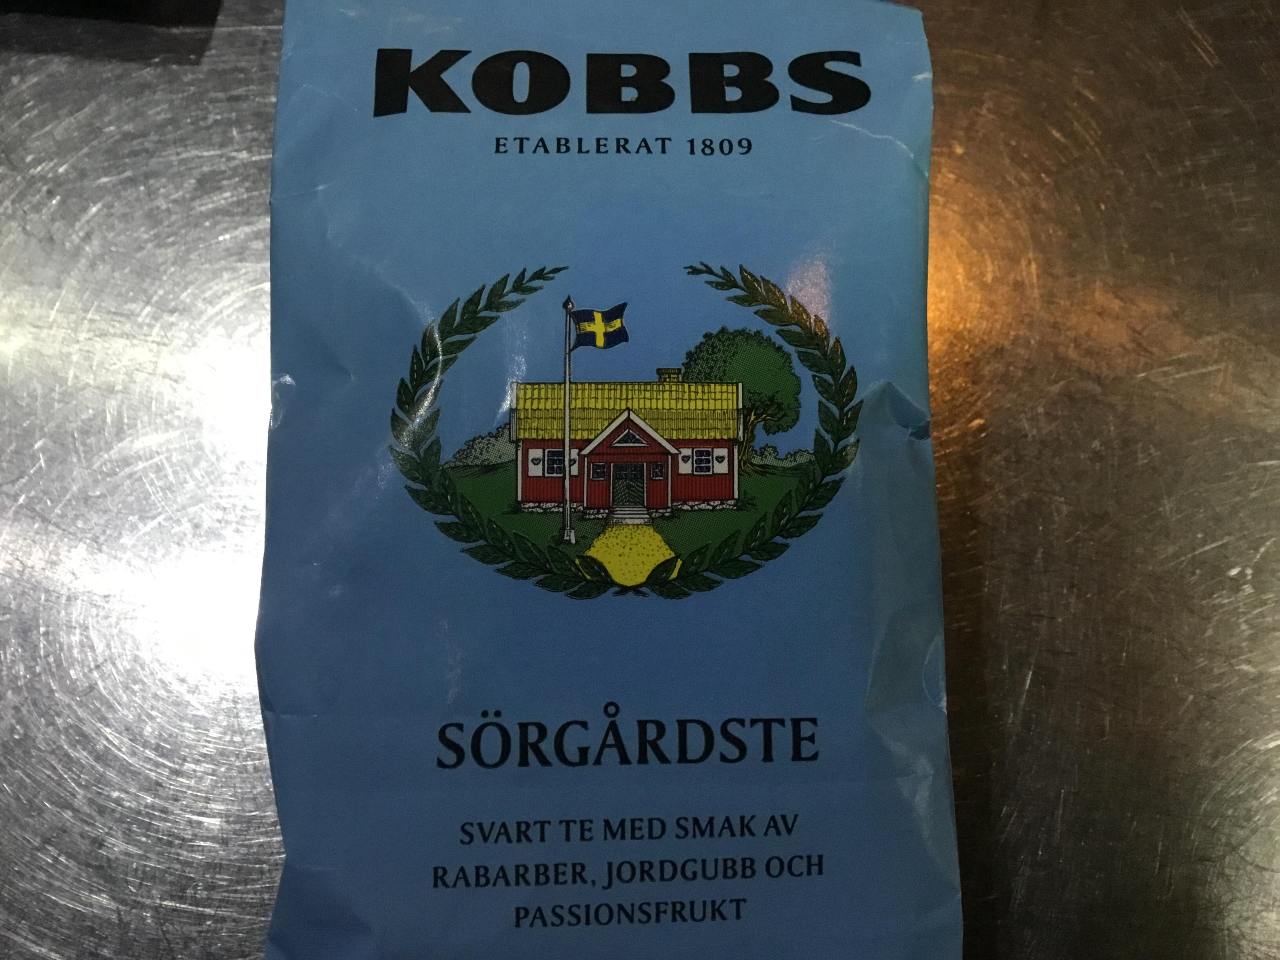 KOBBS
ETABLERAT 1809
SÖRGÅRDSTE
SVART TE MED SMAK AV
RABARBER, JORDGUBB OCH
PASSIONSFRUKT